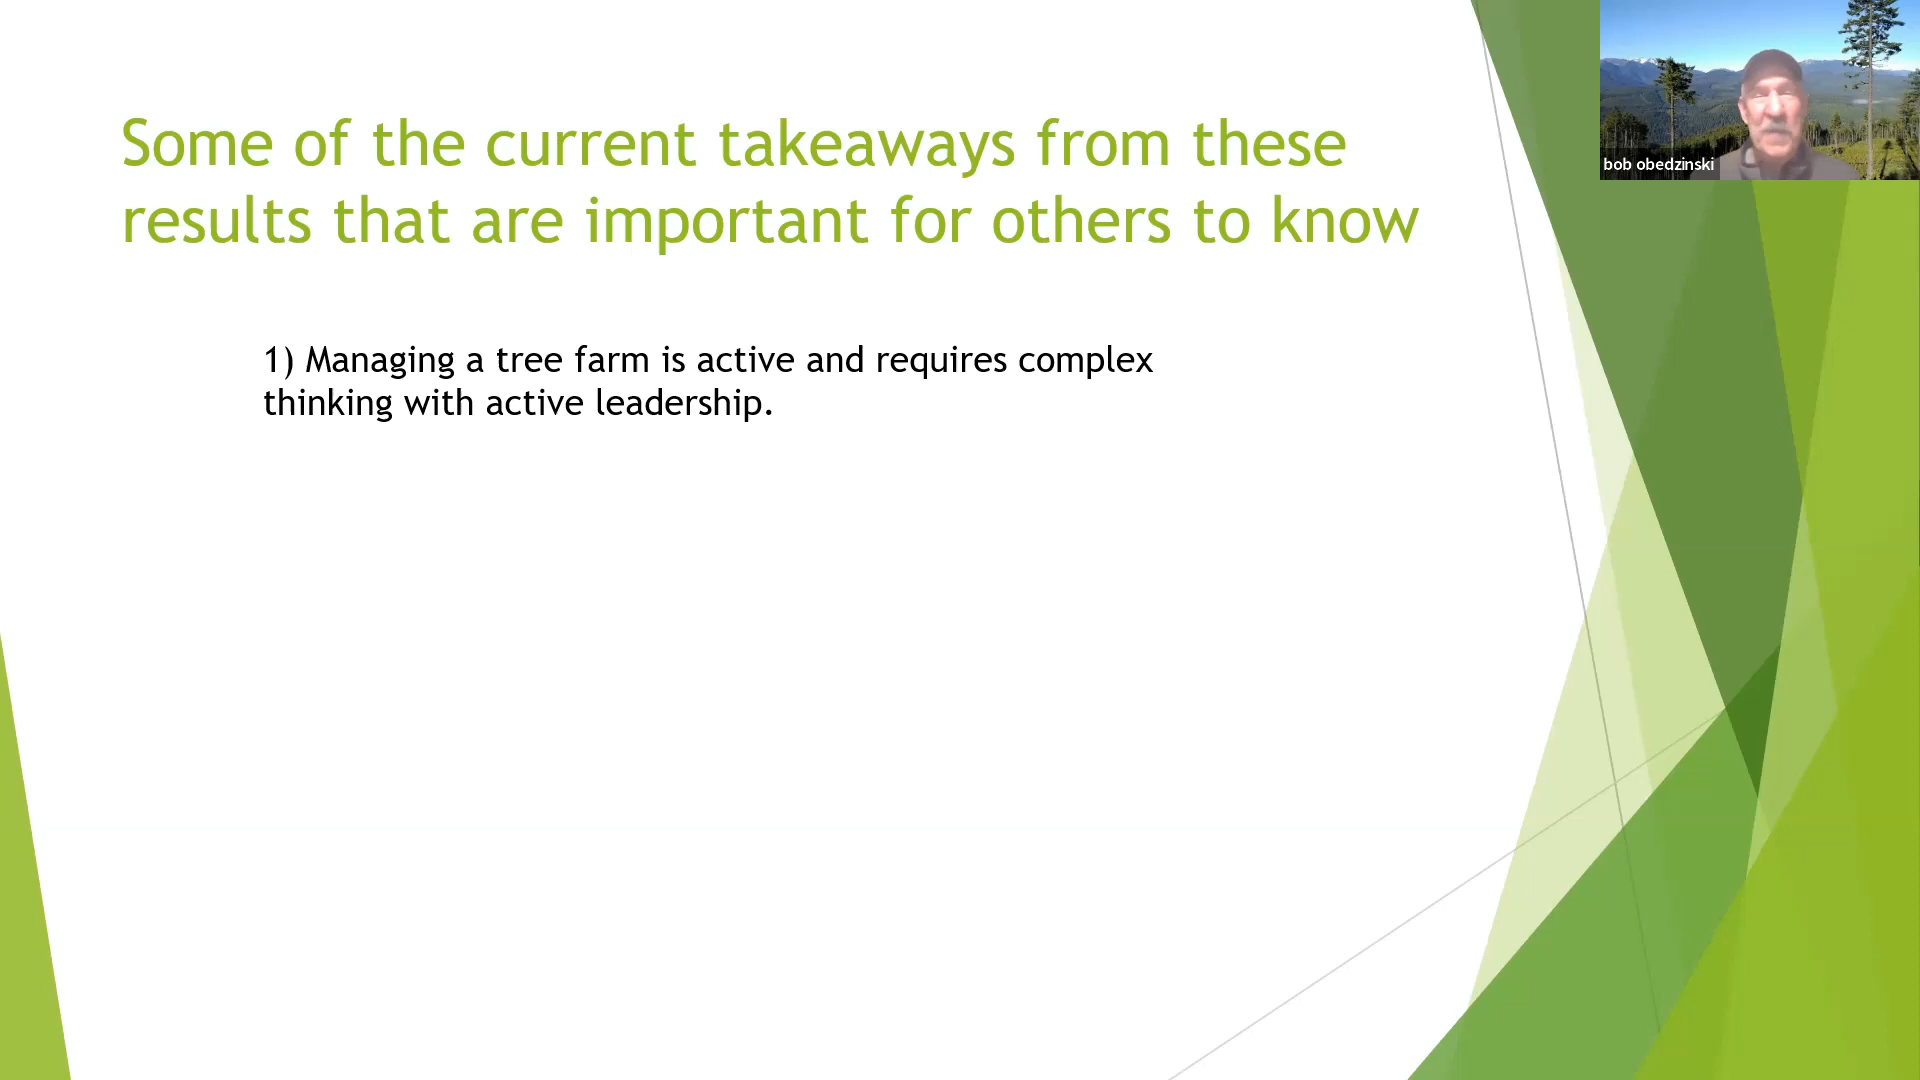 Some of the current takeaways from these
results that are important for others to know
1) Managing a tree farm is active and requires complex
thinking with active leadership.
bob obedzinski